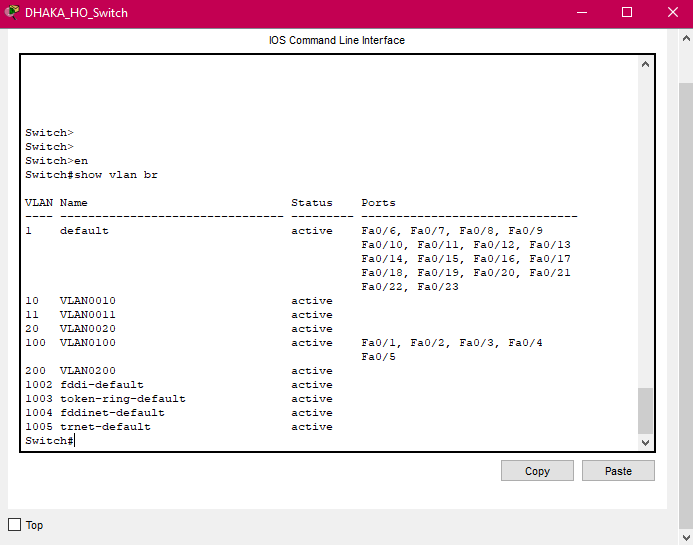 DHAKA_HO_Switch
IOS Command Line Interface
Switch>
Switch>
Switch>en
Switch#show vlan br
VLAN Name                             Status    Ports
---- -------------------------------- --------- -------------------------------
1    default                          active    Fa0/6, Fa0/7, Fa0/8, Fa0/9
                                                Fa0/10, Fa0/11, Fa0/12, Fa0/13
                                                Fa0/14, Fa0/15, Fa0/16, Fa0/17
                                                Fa0/18, Fa0/19, Fa0/20, Fa0/21
                                                Fa0/22, Fa0/23
10   VLAN0010                         active
11   VLAN0011                         active
20   VLAN0020                         active
100  VLAN0100                         active    Fa0/1, Fa0/2, Fa0/3, Fa0/4
                                                Fa0/5
200  VLAN0200                         active
1002 fddi-default                     active
1003 token-ring-default               active
1004 fddinet-default                  active
1005 trnet-default                    active
Switch#
Copy Paste
Top